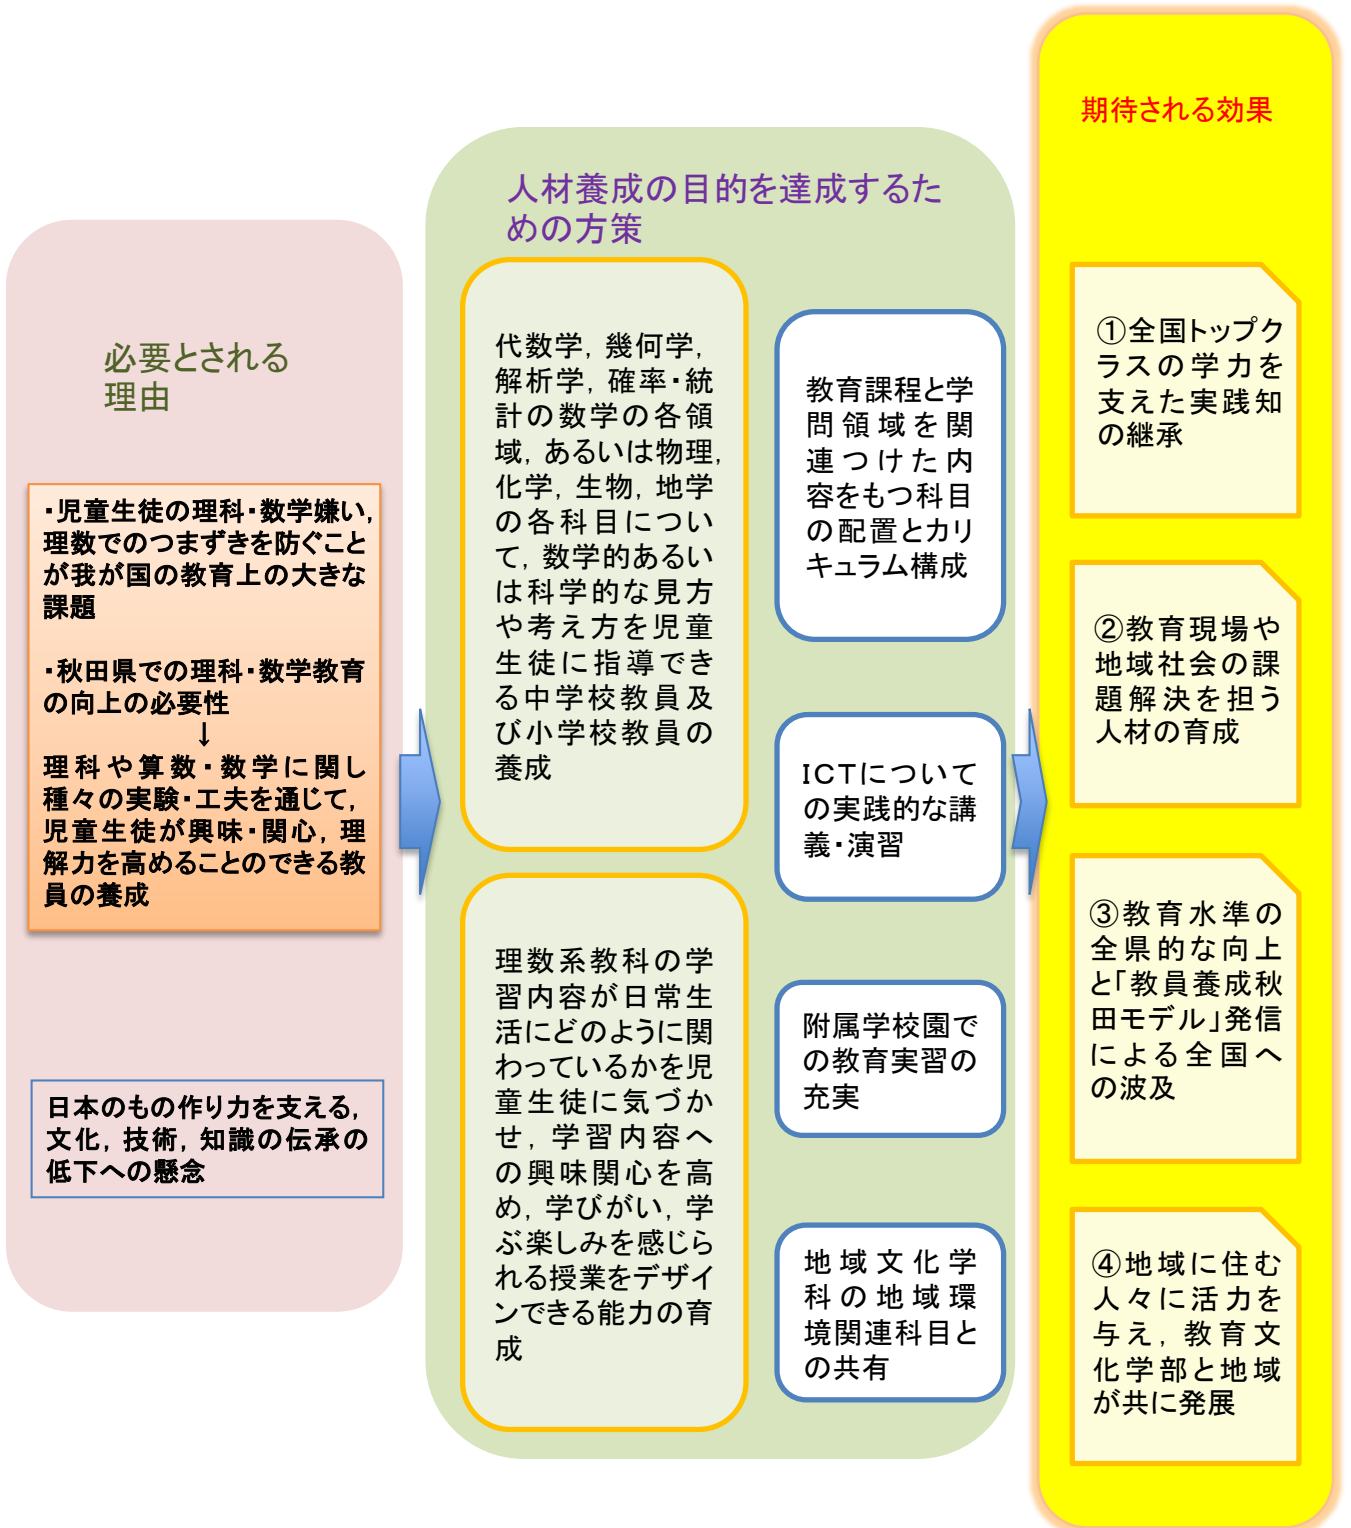 必要とされる
理由
・児童生徒の理科・数学嫌い,
理数でのつまずきを防ぐこと
が我が国の教育上の大きな
課題
・秋田県での理科・数学教育
の向上の必要性
↓
理科や算数・数学に関し
種々の実験・工夫を通じて,
児童生徒が興味・関心, 理
解力を高めることのできる教
員の養成
日本のもの作り力を支える,
文化, 技術, 知識の伝承の
低下への懸念
人材養成の目的を達成するた
めの方策
代数学, 幾何学,
解析学, 確率・統
計の数学の各領
域, あるいは物理,
化学, 生物, 地学
の各科目につい
て, 数学的あるい
は科学的な見方
や考え方を児童
生徒に指導でき
る中学校教員及
び小学校教員の
養成
理数系教科の学
習内容が日常生
活にどのように関
わっているかを児
童生徒に気づか
せ, 学習内容へ
の興味関心を高
め, 学びがい, 学
ぶ楽しみを感じら
れる授業をデザイ
ンできる能力の育
成
教育課程と学
問領域を関
連つけた内
容をもつ科目
の配置とカリ
キュラム構成
ICTについて
の実践的な講
義・演習
附属学校園で
の教育実習の
充実
地域文化学
科の地域環
境関連科目と
の共有
期待される効果
①全国トップク
ラスの学力を
支えた実践知
の継承
②教育現場や
地域社会の課
題解決を担う
人材の育成
③教育水準の
全県的な向上
と「教員養成秋
田モデル」発信
による全国へ
の波及
④地域に住む
人々に活力を
与え, 教育文
化学部と地域
が共に発展